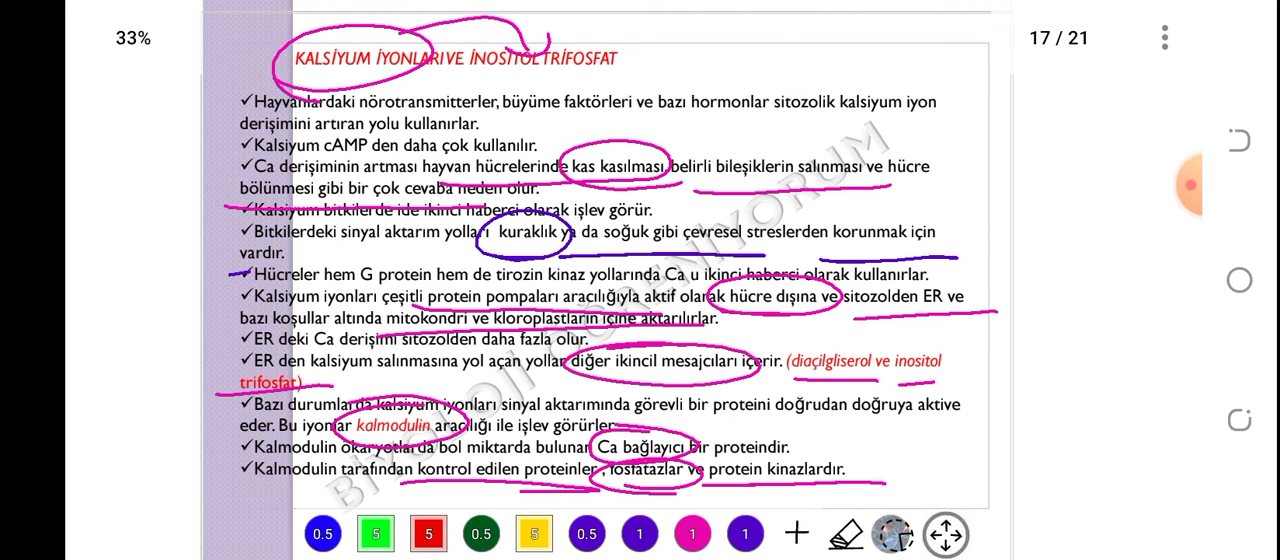 33%
17 / 21
KALSİYUM İYONLARIVE İNOSİTOL TRİFOSFAT
✓Hayvanlardaki nörotransmitterler, büyüme faktörleri ve bazı hormonlar sitozolik kalsiyum iyon
derişimini artıran yolu kullanırlar.
✓Kalsiyum cAMP den daha çok kullanılır.
✓Ca derişiminin artması hayvan hücrelerinde kas kasılması, belirli bileşiklerin salınması ve hücre
bölünmesi gibi bir çok cevaba neden olur.
✓Kalsiyum bitkilerde ide ikinci haberci olarak işlev görür.
✓Bitkilerdeki sinyal aktarım yolları kuraklık ya da soğuk gibi çevresel streslerden korunmak için
vardır.
✓Hücreler hem G protein hem de tirozin kinaz yollarında Ca u ikinci haberci olarak kullanırlar.
✓Kalsiyum iyonları çeşitli protein pompaları aracılığıyla aktif olarak hücre dışına ve sitozolden ER ve
bazı koşullar altında mitokondri ve kloroplastların içine aktarılırlar.
✓ER deki Ca derişimi sitozolden daha fazla olur.
✓ER den kalsiyum salınmasına yol açan yollar diğer ikincil mesajcıları içerir. (diaçilgliserol ve inositol
trifosfat)
✓Bazı durumlarda kalsiyum iyonları sinyal aktarımında görevli bir proteini doğrudan doğruya aktive
eder. Bu iyonlar kalmodulin aracılığı ile işlev görürler.
✓Kalmodulin ökaryotlarda bol miktarda bulunan Ca bağlayıcı bir proteindir.
✓Kalmodulin tarafından kontrol edilen proteinler , fosfatazlar ve protein kinazlardır.
BİYOLOJİ ÖĞRENİYORUM
0.5 5 5 0.5 5 0.5 1 1 1